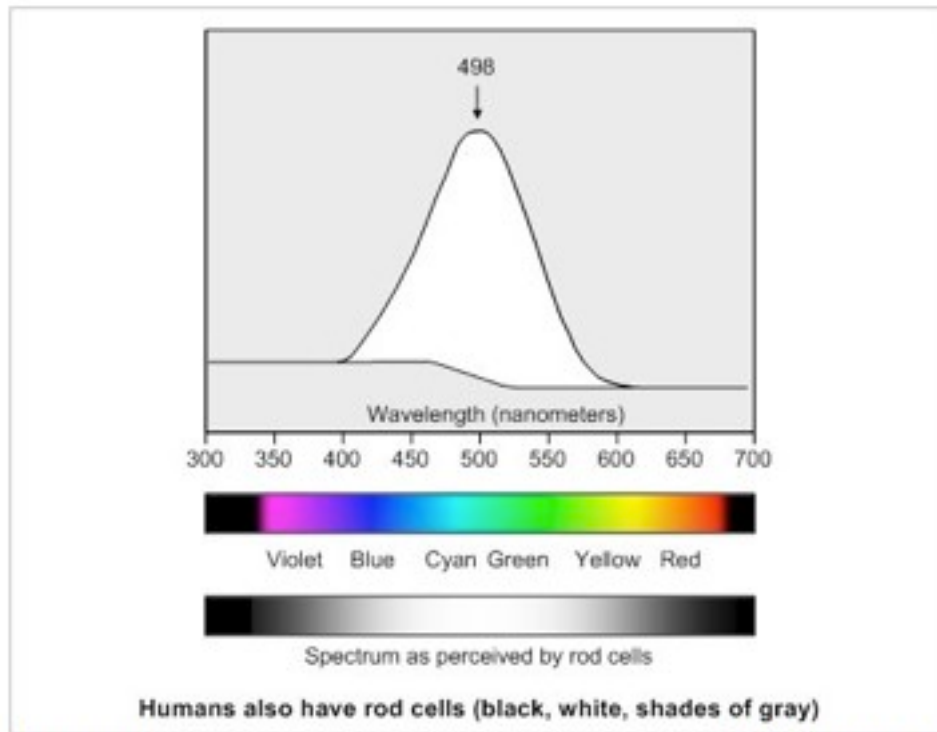 498
Wavelength (nanometers)
300 350 400 450 500 550 600 650 700
Violet Blue Cyan Green Yellow Red
Spectrum as perceived by rod cells
Humans also have rod cells (black, white, shades of gray)